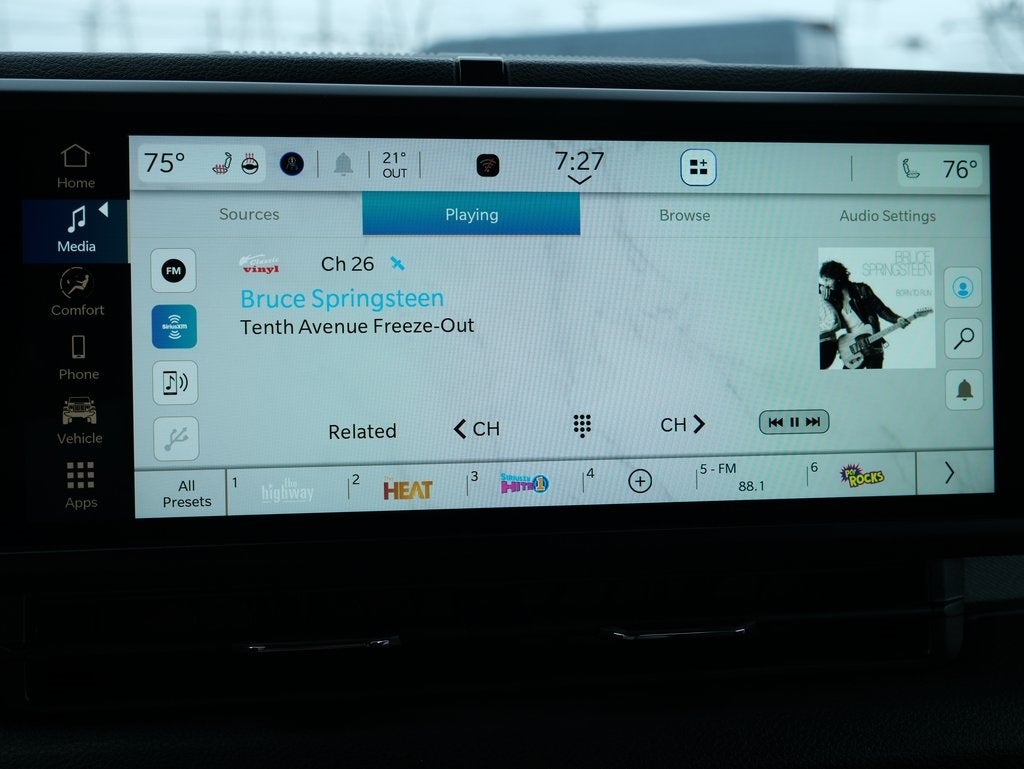 75°
21°
OUT
7:27
76°
Home
Media
Comfort
Phone
Vehicle
Apps
Sources
Playing
Browse
Audio Settings
FM
Classic
vinyl
Ch 26
Bruce Springsteen
Tenth Avenue Freeze-Out
SiriusXM
BRUCE
SPRINGSTEEN
BORN TO RUN
Related
CH
CH
All
Presets
1
the
highway
2
HEAT
3
SiriusXM
HITS 1
4
5 - FM
88.1
6
POP
ROCKS